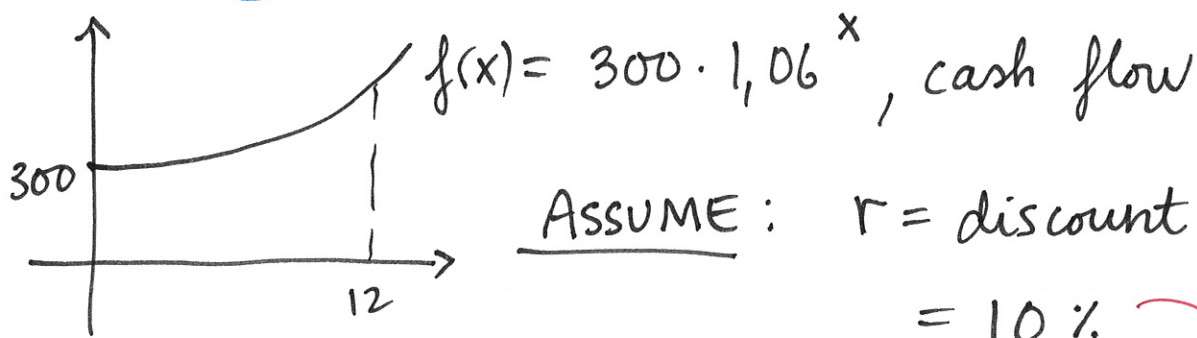 f(x) = 300 · 1,06^x, cash flow
300
ASSUME: r = discount
12
= 10 %